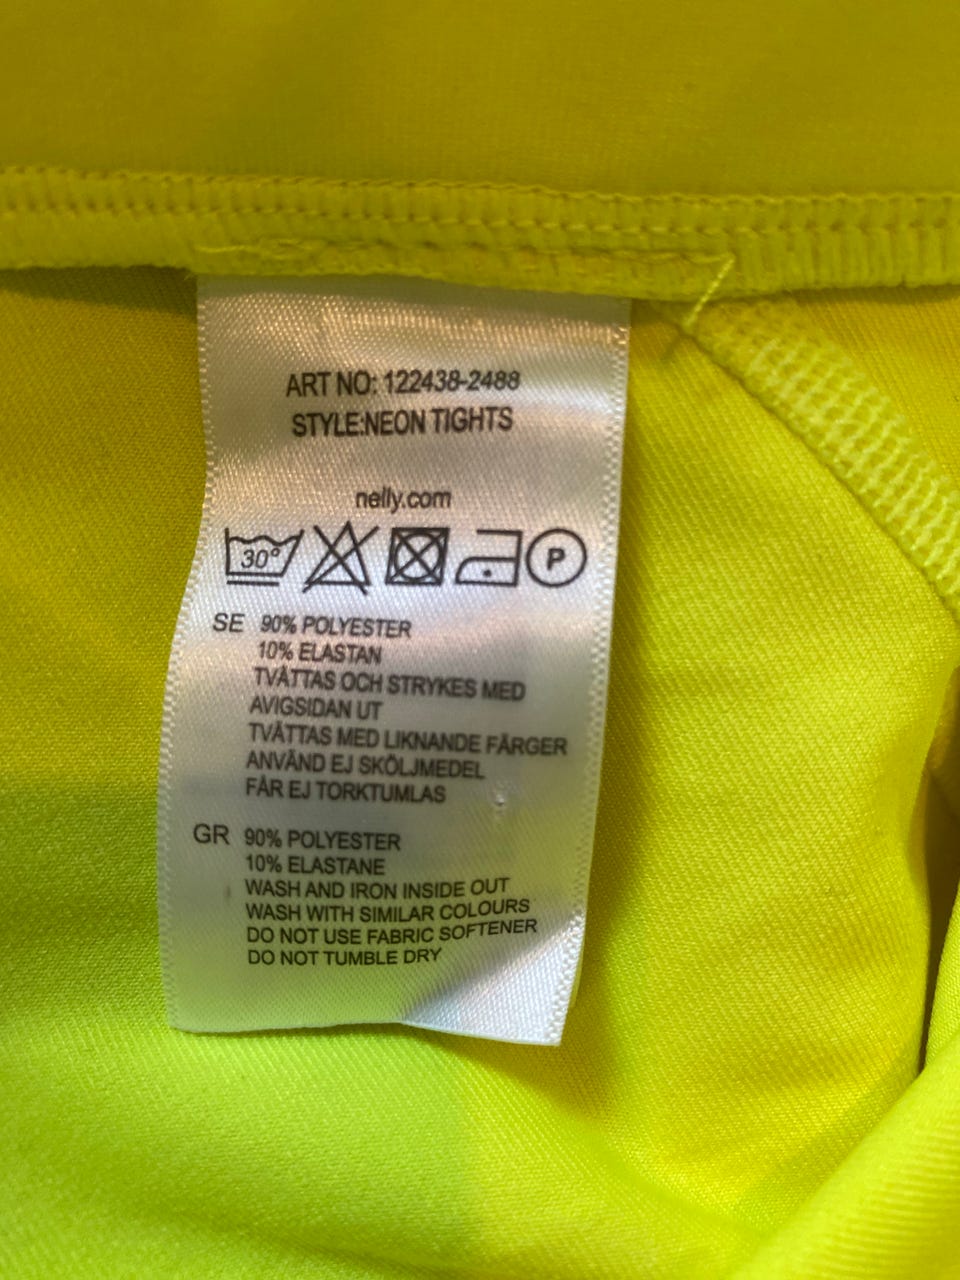 ART NO: 122438-2488
STYLE:NEON TIGHTS
nelly.com
30° P
SE 90% POLYESTER
10% ELASTAN
TVÄTTAS OCH STRYKES MED
AVIGSIDAN UT
TVÄTTAS MED LIKNANDE FÄRGER
ANVÄND EJ SKÖLJMEDEL
FÅR EJ TORKTUMLAS
GR 90% POLYESTER
10% ELASTANE
WASH AND IRON INSIDE OUT
WASH WITH SIMILAR COLOURS
DO NOT USE FABRIC SOFTENER
DO NOT TUMBLE DRY